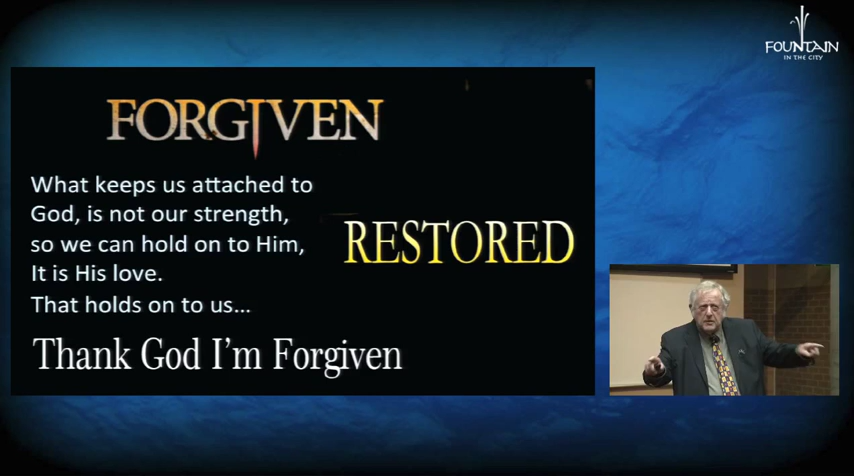 FOUNTAIN
IN THE CITY
FORGIVEN
What keeps us attached to
God, is not our strength,
so we can hold on to Him,
It is His love.
That holds on to us...
RESTORED
Thank God I'm Forgiven